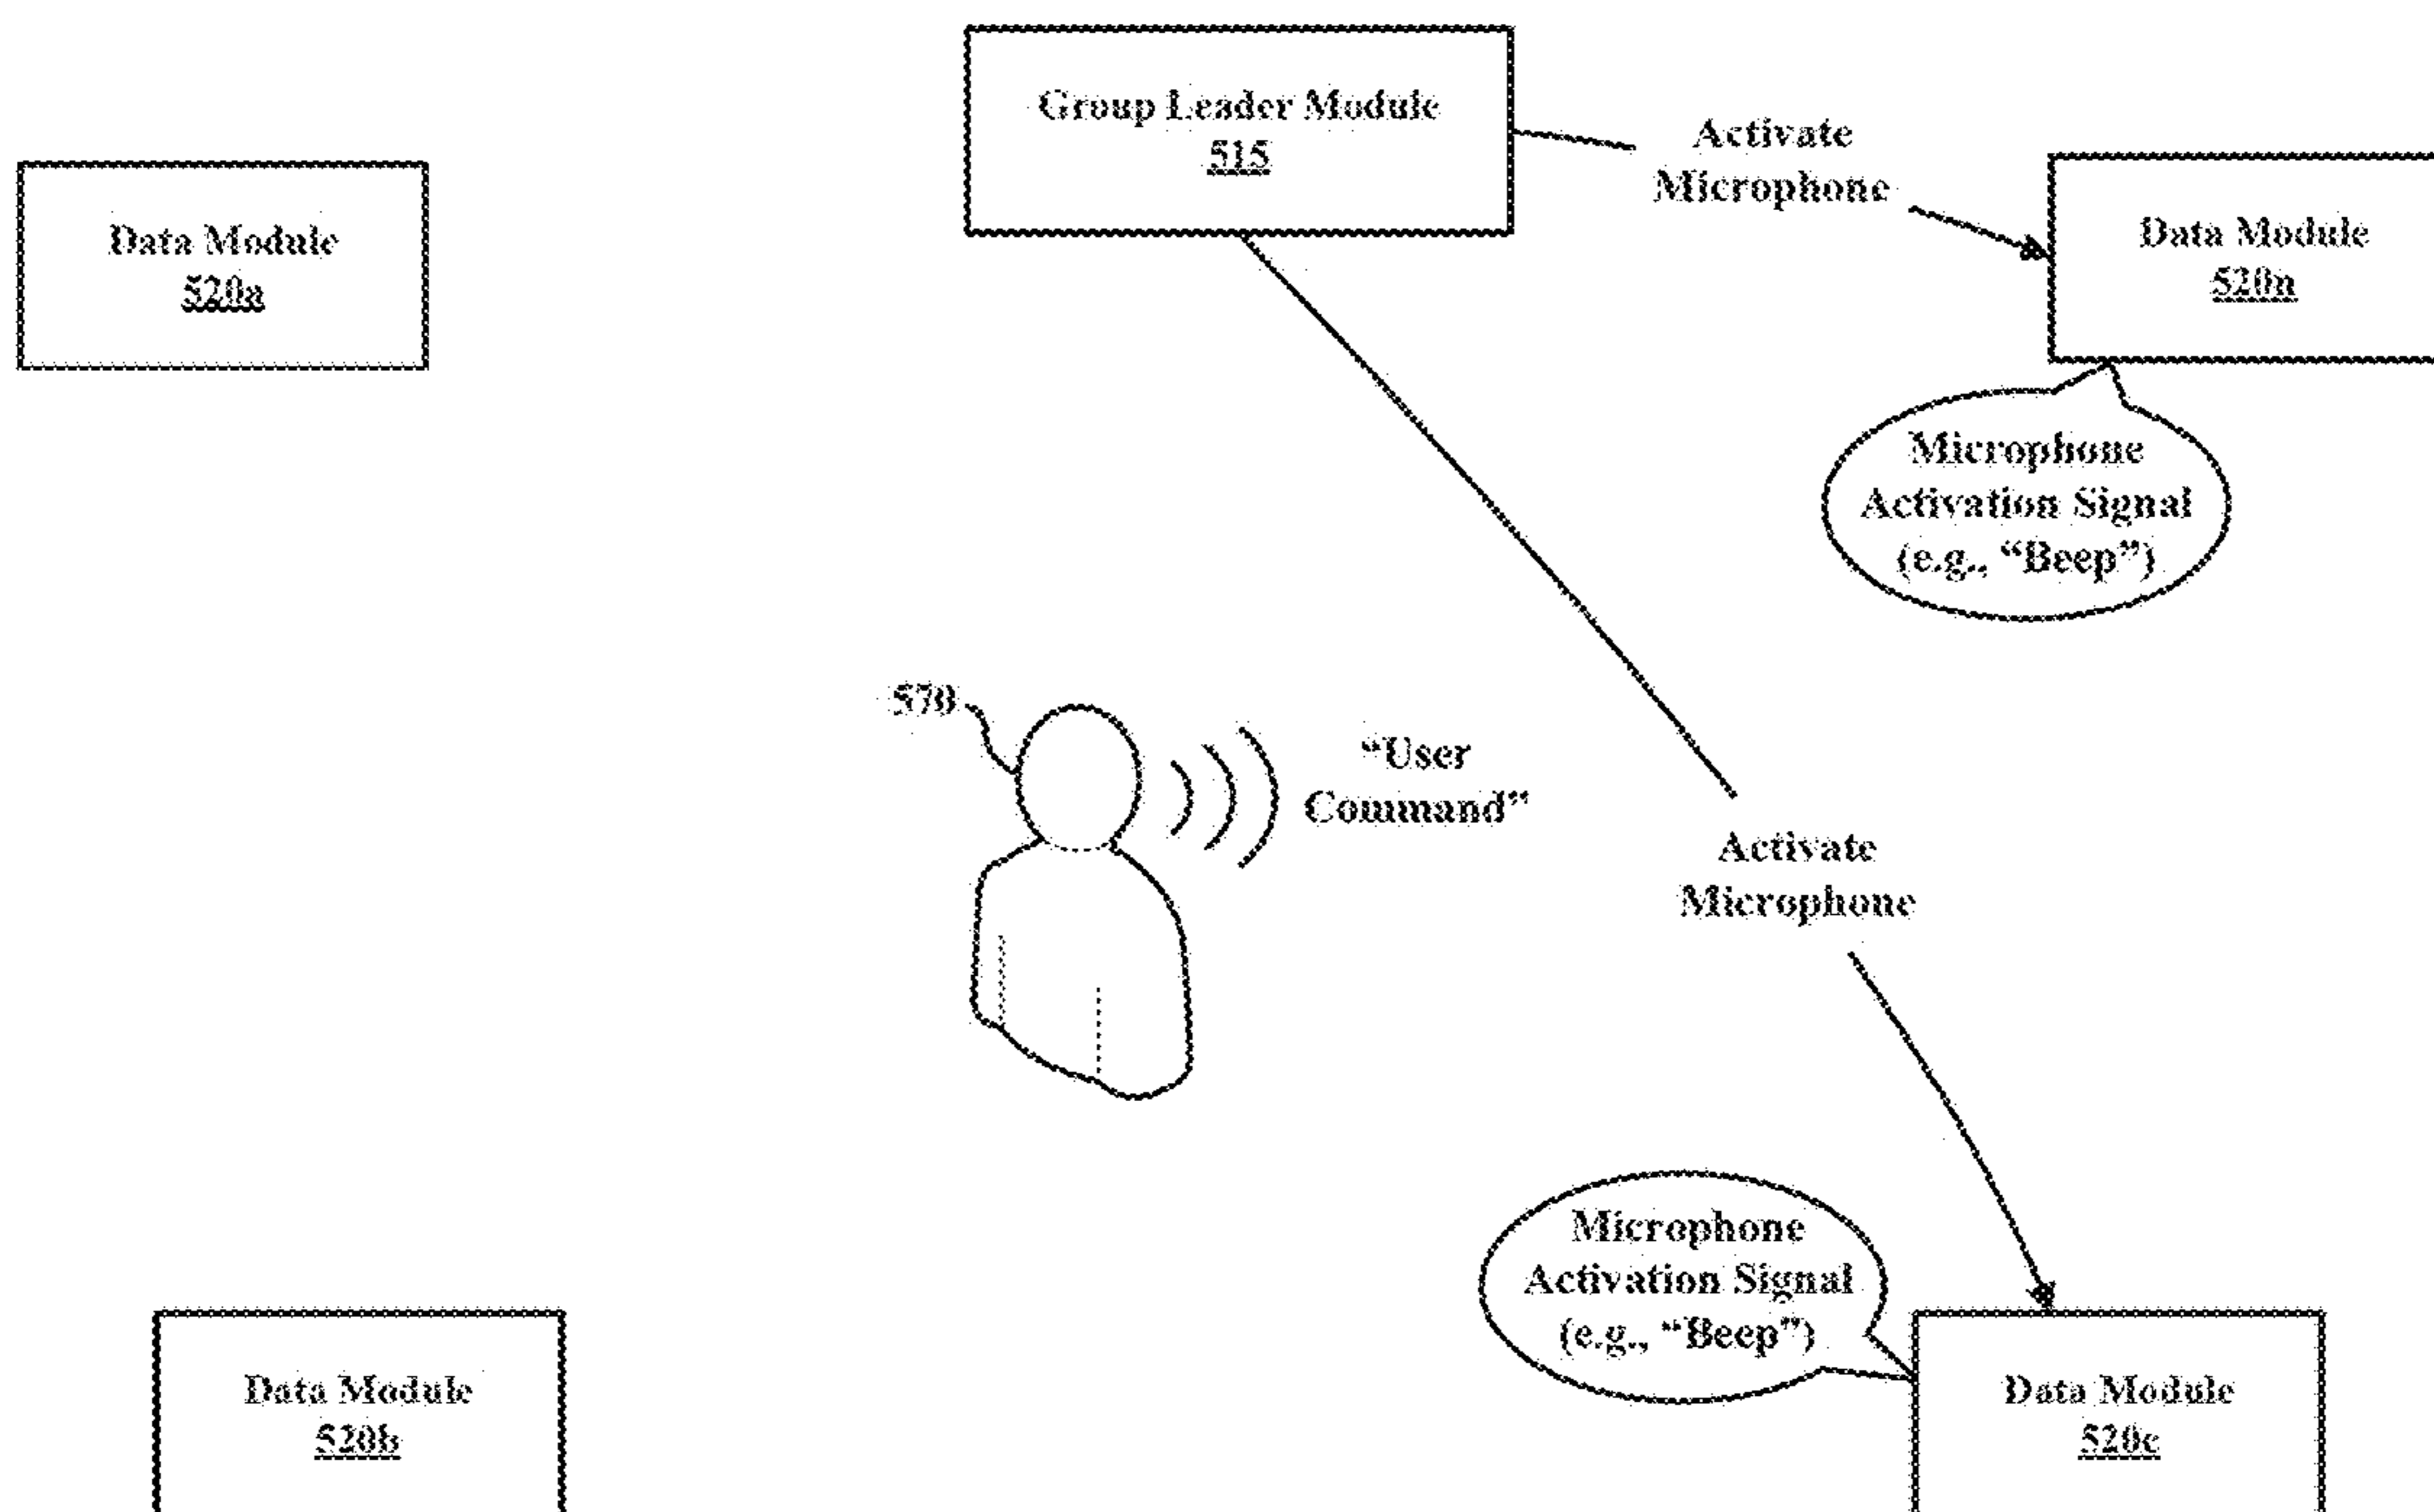 Group Leader Module
515
Activate
Microphone
Data Module
520a
Data Module
520n
Microphone
Activation Signal
(e.g., “Beep”)
570
“User
Command”
Activate
Microphone
Microphone
Activation Signal
(e.g., “Beep”)
Data Module
520b
Data Module
520c